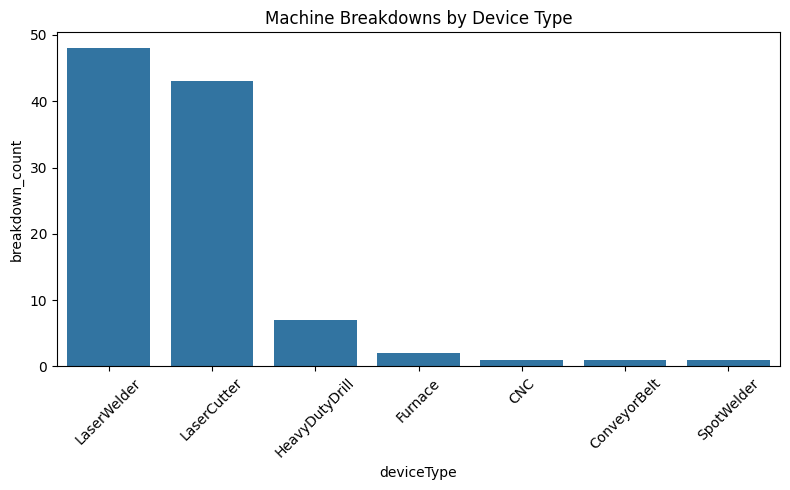 Machine Breakdowns by Device Type
breakdown_count
50
40
30
20
10
0
LaserWelder
LaserCutter
HeavyDutyDrill
Furnace
CNC
ConveyorBelt
SpotWelder
deviceType